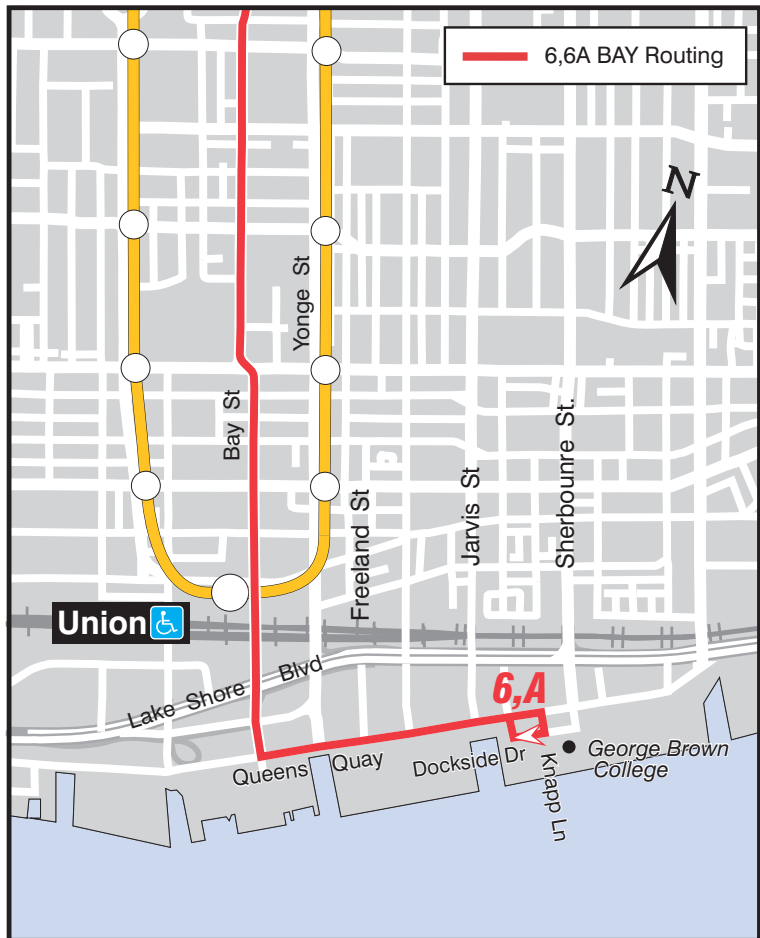 6,6A BAY Routing
N
Yonge St
Bay St
Freeland St
Jarvis St
Sherbounre St.
Union
Lake Shore Blvd
6,A
Queens Quay
Dockside Dr
Knapp Ln
George Brown
College